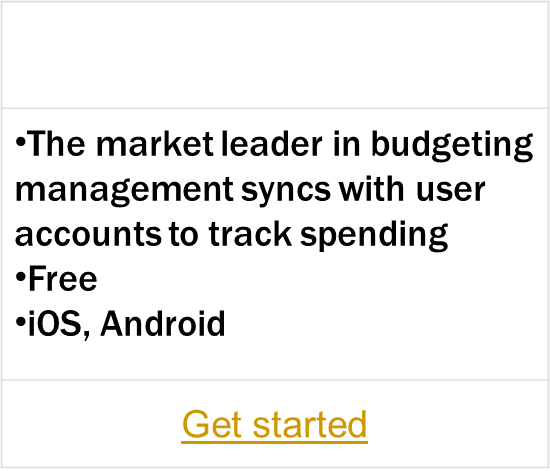 •The market leader in budgeting
management syncs with user
accounts to track spending
•Free
•iOS, Android
Get started